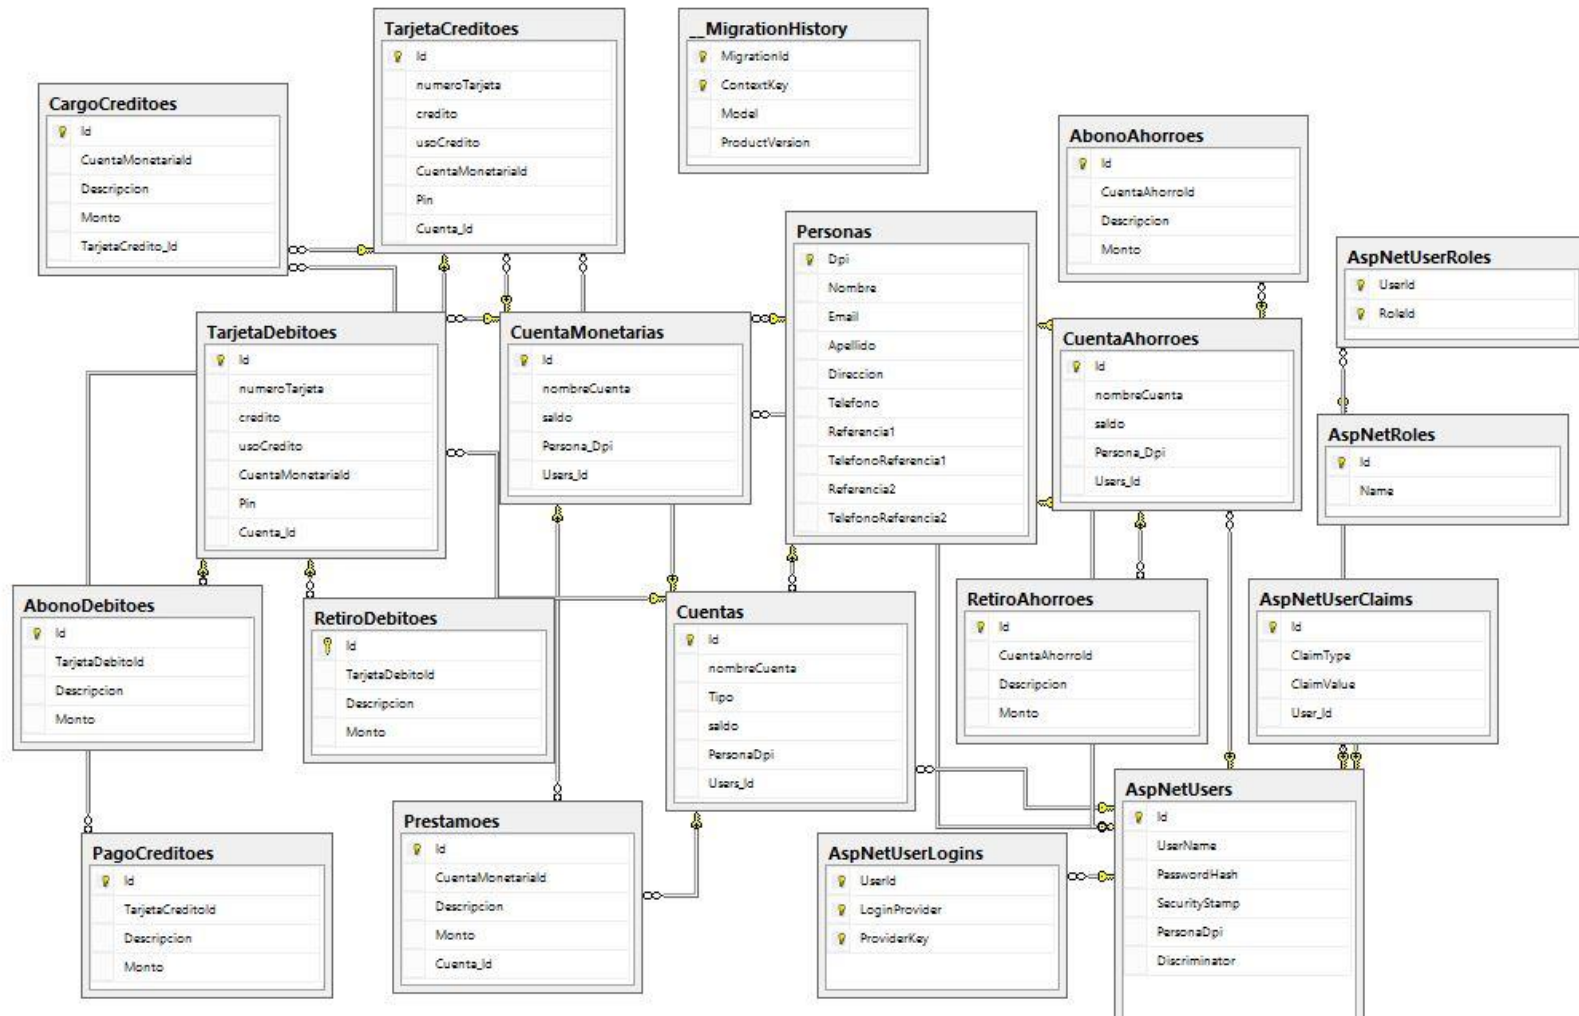 TarjetaCreditoes
Id
numeroTarjeta
credito
usoCredito
CuentaMonetariaId
Pin
Cuenta_Id
__MigrationHistory
MigrationId
ContextKey
Model
ProductVersion
CargoCreditoes
Id
CuentaMonetariaId
Descripcion
Monto
TarjetaCredito_Id
AbonoAhorroes
Id
CuentaAhorroId
Descripcion
Monto
Personas
Dpi
Nombre
Email
Apellido
Direccion
Telefono
Referencia1
TelefonoReferencia1
Referencia2
TelefonoReferencia2
AspNetUserRoles
UserId
RoleId
TarjetaDebitoes
Id
numeroTarjeta
credito
usoCredito
CuentaMonetariaId
Pin
Cuenta_Id
CuentaMonetarias
Id
nombreCuenta
saldo
Persona_Dpi
Users_Id
CuentaAhorroes
Id
nombreCuenta
saldo
Persona_Dpi
Users_Id
AspNetRoles
Id
Name
AbonoDebitoes
Id
TarjetaDebitoId
Descripcion
Monto
RetiroDebitoes
Id
TarjetaDebitoId
Descripcion
Monto
Cuentas
Id
nombreCuenta
Tipo
saldo
PersonaDpi
Users_Id
RetiroAhorroes
Id
CuentaAhorroId
Descripcion
Monto
AspNetUserClaims
Id
ClaimType
ClaimValue
User_Id
PagoCreditoes
Id
TarjetaCreditoId
Descripcion
Monto
Prestamoes
Id
CuentaMonetariaId
Descripcion
Monto
Cuenta_Id
AspNetUserLogins
UserId
LoginProvider
ProviderKey
AspNetUsers
Id
UserName
PasswordHash
SecurityStamp
PersonaDpi
Discriminator